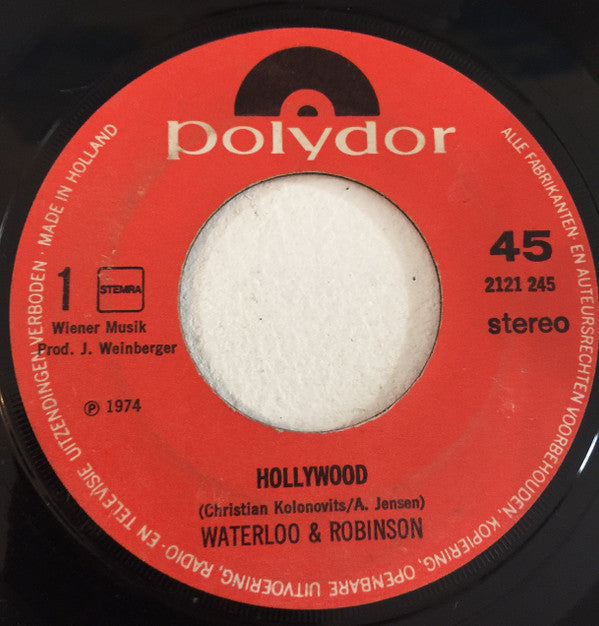 polydor
ALLE FABRIKANTEN- EN AUTEURSRECHTEN VOORBEHOUDEN, KOPIERING, OPENBARE UITVOERING, RADIO- EN TELEVISIE UITZENDINGEN VERBODEN · MADE IN HOLLAND
1
STEMRA
45
2121 245
stereo
Wiener Musik
Prod. J. Weinberger
℗ 1974
HOLLYWOOD
(Christian Kolonovits/A. Jensen)
WATERLOO & ROBINSON